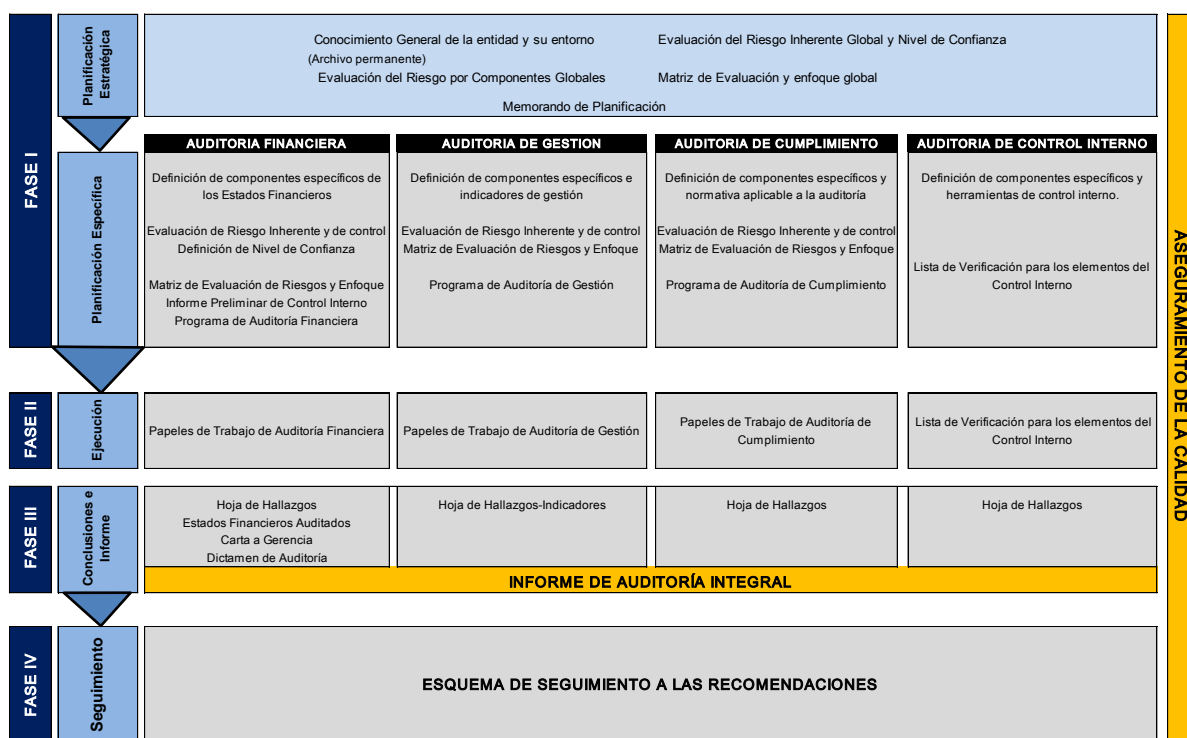 FASE I
Planificación
Estratégica
Conocimiento General de la entidad y su entorno
(Archivo permanente)
Evaluación del Riesgo Inherente Global y Nivel de Confianza
Evaluación del Riesgo por Componentes Globales
Matriz de Evaluación y enfoque global
Memorando de Planificación
Planificación Específica
AUDITORIA FINANCIERA
Definición de componentes específicos de
los Estados Financieros
Evaluación de Riesgo Inherente y de control
Definición de Nivel de Confianza
Matriz de Evaluación de Riesgos y Enfoque
Informe Preliminar de Control Interno
Programa de Auditoría Financiera
AUDITORIA DE GESTION
Definición de componentes específicos e
indicadores de gestión
Evaluación de Riesgo Inherente y de control
Matriz de Evaluación de Riesgos y Enfoque
Programa de Auditoría de Gestión
AUDITORIA DE CUMPLIMIENTO
Definición de componentes específicos y
normativa aplicable a la auditoría
Evaluación de Riesgo Inherente y de control
Matriz de Evaluación de Riesgos y Enfoque
Programa de Auditoría de Cumplimiento
AUDITORIA DE CONTROL INTERNO
Definición de componentes específicos y
herramientas de control interno.
Lista de Verificación para los elementos del
Control Interno
FASE II
Ejecución
Papeles de Trabajo de Auditoría Financiera
Papeles de Trabajo de Auditoría de Gestión
Papeles de Trabajo de Auditoría de
Cumplimiento
Lista de Verificación para los elementos del
Control Interno
FASE III
Conclusiones e
Informe
Hoja de Hallazgos
Estados Financieros Auditados
Carta a Gerencia
Dictamen de Auditoría
Hoja de Hallazgos-Indicadores
Hoja de Hallazgos
Hoja de Hallazgos
INFORME DE AUDITORÍA INTEGRAL
FASE IV
Seguimiento
ESQUEMA DE SEGUIMIENTO A LAS RECOMENDACIONES
ASEGURAMIENTO DE LA CALIDAD